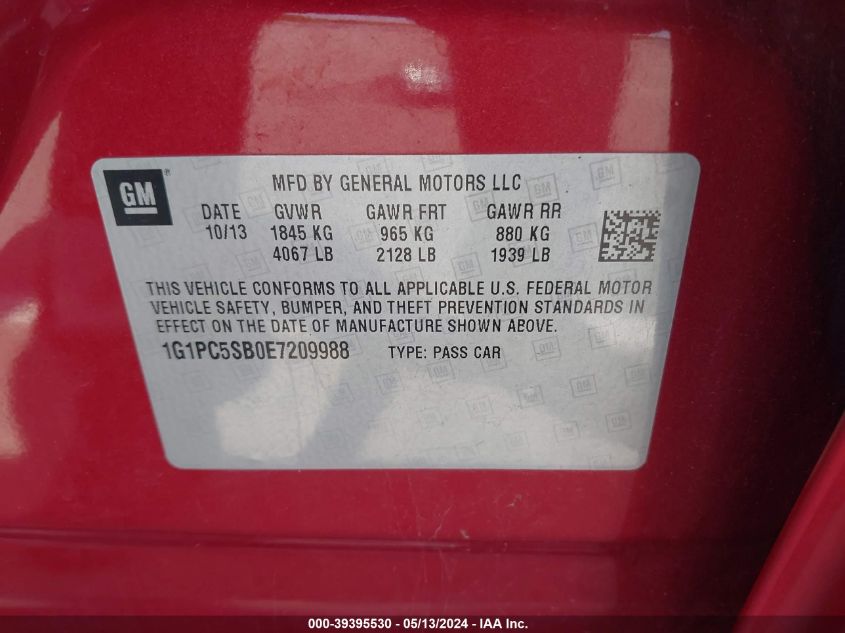 GM
MFD BY GENERAL MOTORS LLC
DATE GVWR GAWR FRT GAWR RR
10/13 1845 KG 965 KG 880 KG
4067 LB 2128 LB 1939 LB
THIS VEHICLE CONFORMS TO ALL APPLICABLE U.S. FEDERAL MOTOR
VEHICLE SAFETY, BUMPER, AND THEFT PREVENTION STANDARDS IN
EFFECT ON THE DATE OF MANUFACTURE SHOWN ABOVE.
1G1PC5SB0E7209988 TYPE: PASS CAR
000-39395530 - 05/13/2024 - IAA Inc.